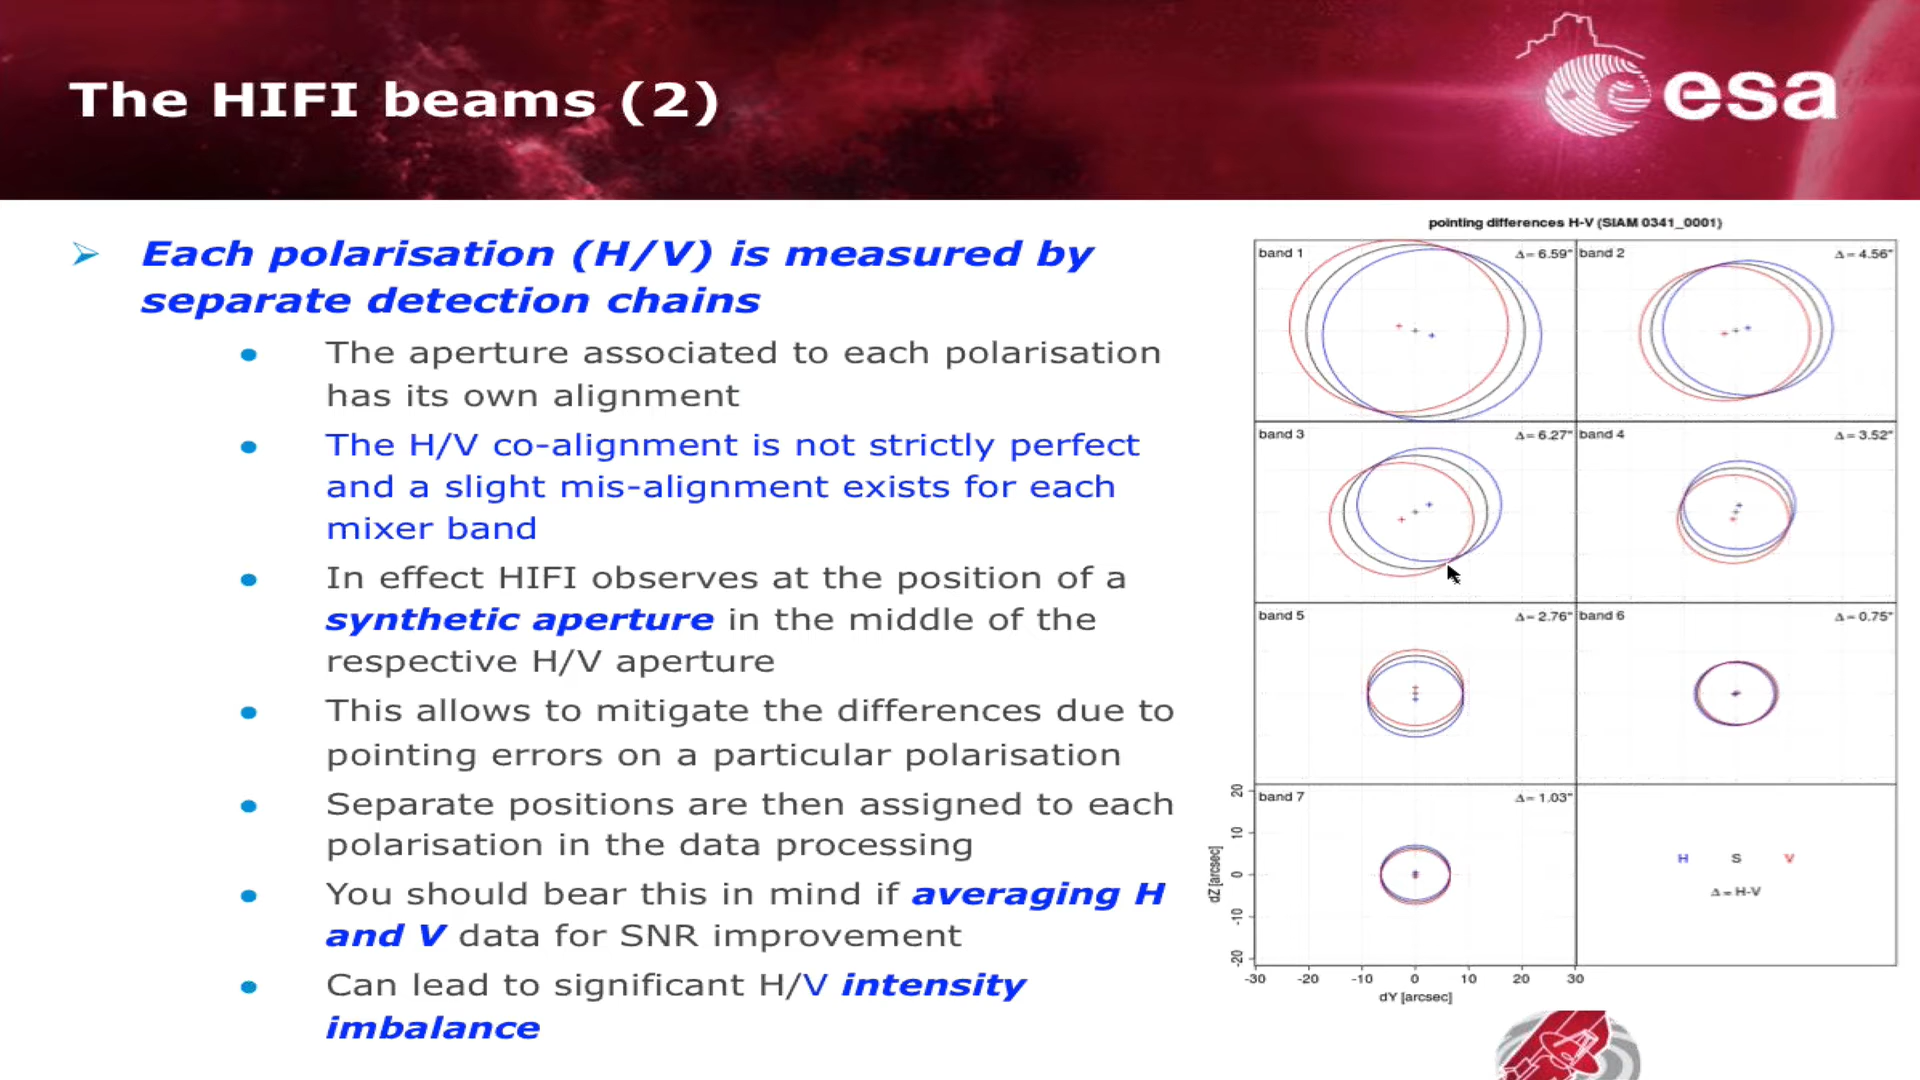 The HIFI beams (2)
esa
Each polarisation (H/V) is measured by
separate detection chains
The aperture associated to each polarisation
has its own alignment
The H/V co-alignment is not strictly perfect
and a slight mis-alignment exists for each
mixer band
In effect HIFI observes at the position of a
synthetic aperture in the middle of the
respective H/V aperture
This allows to mitigate the differences due to
pointing errors on a particular polarisation
Separate positions are then assigned to each
polarisation in the data processing
You should bear this in mind if averaging H
and V data for SNR improvement
Can lead to significant H/V intensity
imbalance
pointing differences H-V (SIAM 0341_0001)
band 1 Δ= 6.59"
band 2 Δ= 4.56"
band 3 Δ= 6.27"
band 4 Δ= 3.52"
band 5 Δ= 2.76"
band 6 Δ= 0.75"
band 7 Δ= 1.03"
H S V
Δ = H-V
20
10
0
-10
-20
dZ [arcsec]
-30 -20 -10 0 10 20 30
dY [arcsec]